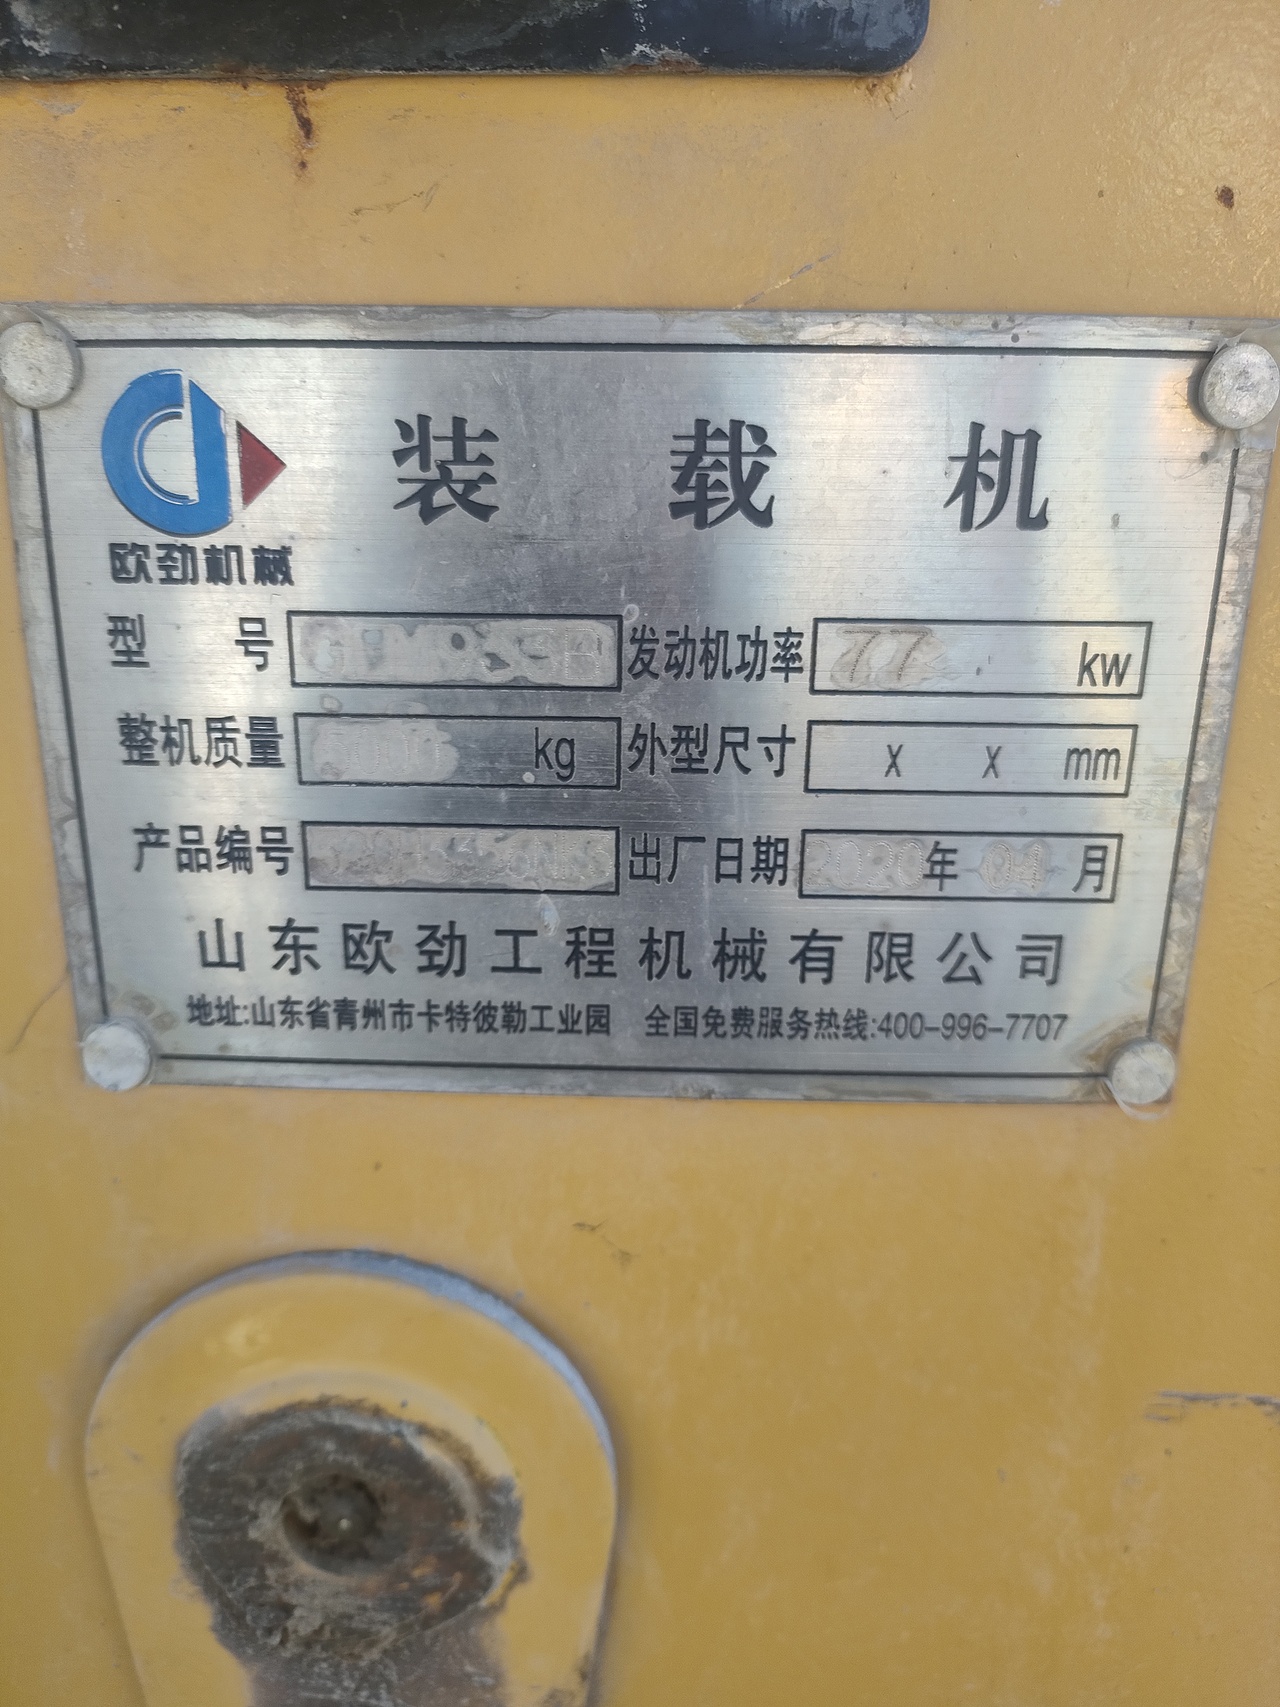 装载机
欧劲机械
型号 发动机功率 77 kw
整机质量 kg 外型尺寸 x x mm
产品编号 出厂日期 2020年 04月
山东欧劲工程机械有限公司
地址:山东省青州市卡特彼勒工业园 全国免费服务热线:400-996-7707